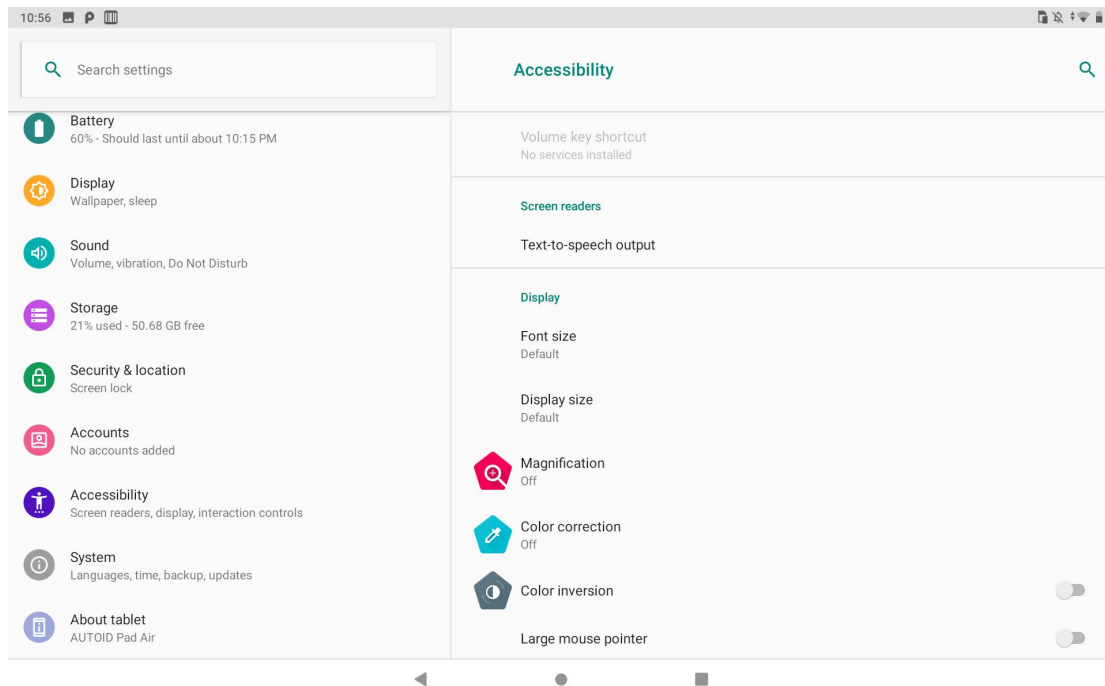 10:56
Search settings
Battery
60% - Should last until about 10:15 PM
Display
Wallpaper, sleep
Sound
Volume, vibration, Do Not Disturb
Storage
21% used - 50.68 GB free
Security & location
Screen lock
Accounts
No accounts added
Accessibility
Screen readers, display, interaction controls
System
Languages, time, backup, updates
About tablet
AUTOID Pad Air
Accessibility
Volume key shortcut
No services installed
Screen readers
Text-to-speech output
Display
Font size
Default
Display size
Default
Magnification
Off
Color correction
Off
Color inversion
Large mouse pointer